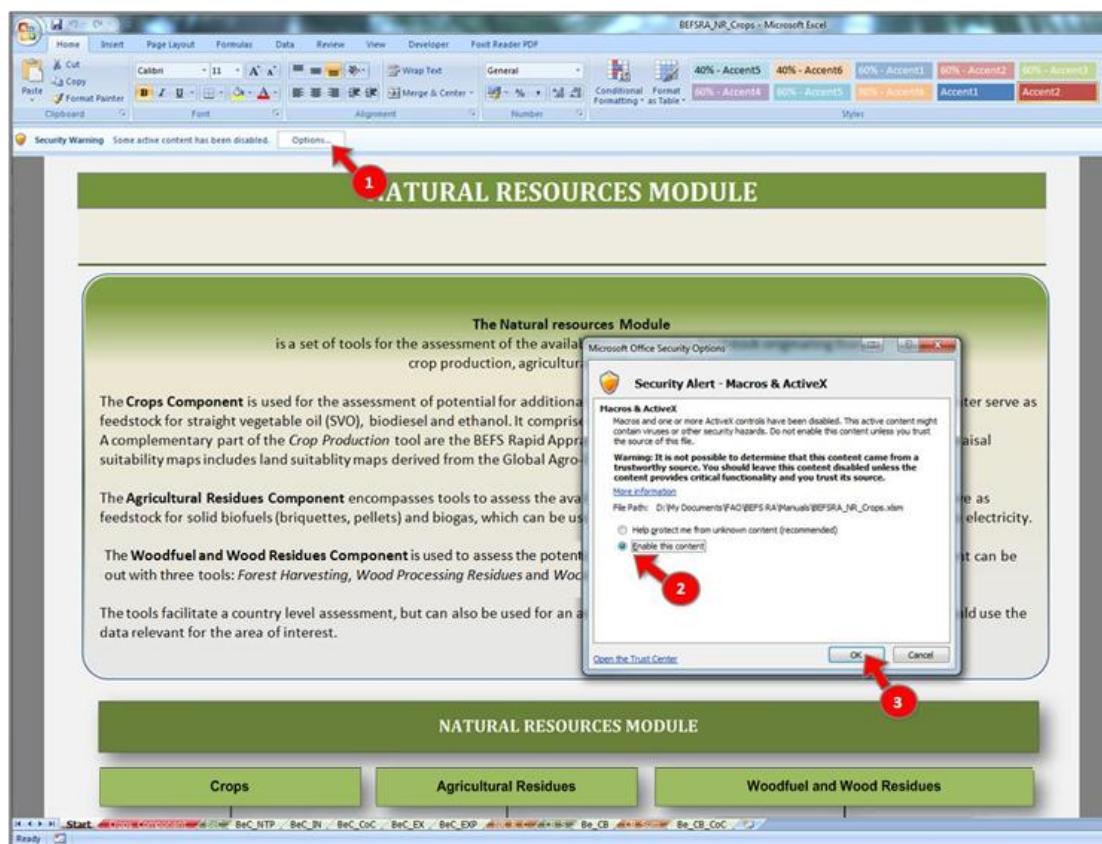 BEFSRA_NR_Crops - Microsoft Excel
Home Insert Page Layout Formulas Data Review View Developer Foxit Reader PDF
Cut
Copy
Format Painter
Paste
Calibri 11
Wrap Text
Merge & Center
General
Conditional Formatting
Format as Table
40% - Accent5 40% - Accent6 60% - Accent1 60% - Accent2 60% - Accent3
60% - Accent4 60% - Accent5 60% - Accent6 Accent1 Accent2
Clipboard Font Alignment Number Styles
Security Warning Some active content has been disabled. Options...
1
NATURAL RESOURCES MODULE
The Natural resources Module
is a set of tools for the assessment of the availab
crop production, agricultur
The Crops Component is used for the assessment of potential for additiona
ter serve as
feedstock for straight vegetable oil (SVO), biodiesel and ethanol. It comprise
A complementary part of the Crop Production tool are the BEFS Rapid Appra
aisal
suitability maps includes land suitablity maps derived from the Global Agro-
The Agricultural Residues Component encompasses tools to assess the ava
e as
feedstock for solid biofuels (briquettes, pellets) and biogas, which can be us
electricity.
The Woodfuel and Wood Residues Component is used to assess the potent
nt can be
out with three tools: Forest Harvesting, Wood Processing Residues and Woo
The tools facilitate a country level assessment, but can also be used for an a
uld use the
data relevant for the area of interest.
Microsoft Office Security Options
Security Alert - Macros & ActiveX
Macros & ActiveX
Macros and one or more ActiveX controls have been disabled. This active content might
contain viruses or other security hazards. Do not enable this content unless you trust
the source of this file.
Warning: It is not possible to determine that this content came from a
trustworthy source. You should leave this content disabled unless the
content provides critical functionality and you trust its source.
More information
File Path: D:\My Documents\FAO\BEFS RA\Manuals\BEFSRA_NR_Crops.xlsm
Help protect me from unknown content (recommended)
Enable this content
2
Open the Trust Center
OK
Cancel
3
NATURAL RESOURCES MODULE
Crops
Agricultural Residues
Woodfuel and Wood Residues
Start BeC_NTP BeC_IN BeC_CoC BeC_EX BeC_EXP Be_CB Be_CB_CoC
Ready